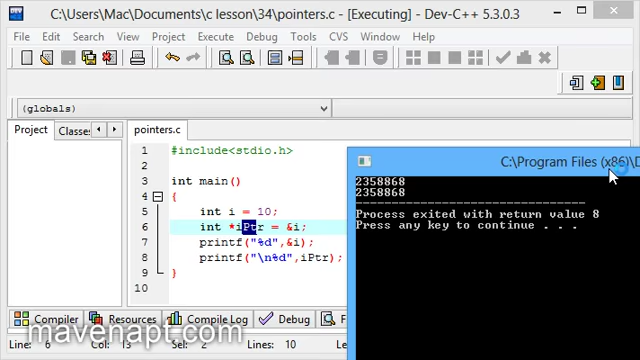 C:\Users\Mac\Documents\c lesson\34\pointers.c - [Executing] - Dev-C++ 5.3.0.3
File Edit Search View Project Execute Debug Tools CVS Window Help
(globals)
Project Classes pointers.c
C:\Program Files (x86)\D
1 #include<stdio.h>
2
3 int main()
4 {
5 int i = 10;
6 int *iPtr = &i;
7 printf("%d",&i);
8 printf("\n%d",iPtr);
9 }
10
2358868
2358868
--------------------------------
Process exited with return value 8
Press any key to continue . . .
Compiler Resources Compile Log Debug F
mavenapt.com
Line: 6 Col: 13 Sel: 2 Lines: 10